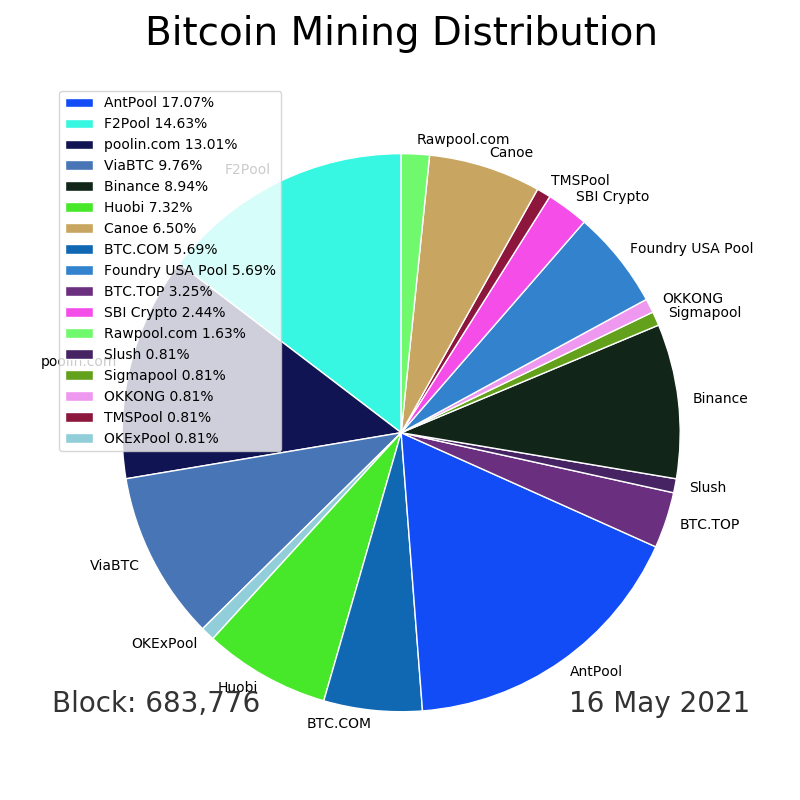 Bitcoin Mining Distribution
AntPool 17.07%
F2Pool 14.63%
poolin.com 13.01%
ViaBTC 9.76%
Binance 8.94%
Huobi 7.32%
Canoe 6.50%
BTC.COM 5.69%
Foundry USA Pool 5.69%
BTC.TOP 3.25%
SBI Crypto 2.44%
Rawpool.com 1.63%
Slush 0.81%
Sigmapool 0.81%
OKKONG 0.81%
TMSPool 0.81%
OKExPool 0.81%
Rawpool.com
Canoe
TMSPool
SBI Crypto
Foundry USA Pool
OKKONG
Sigmapool
Binance
Slush
BTC.TOP
AntPool
BTC.COM
Huobi
OKExPool
ViaBTC
poolin.com
F2Pool
Block: 683,776
16 May 2021